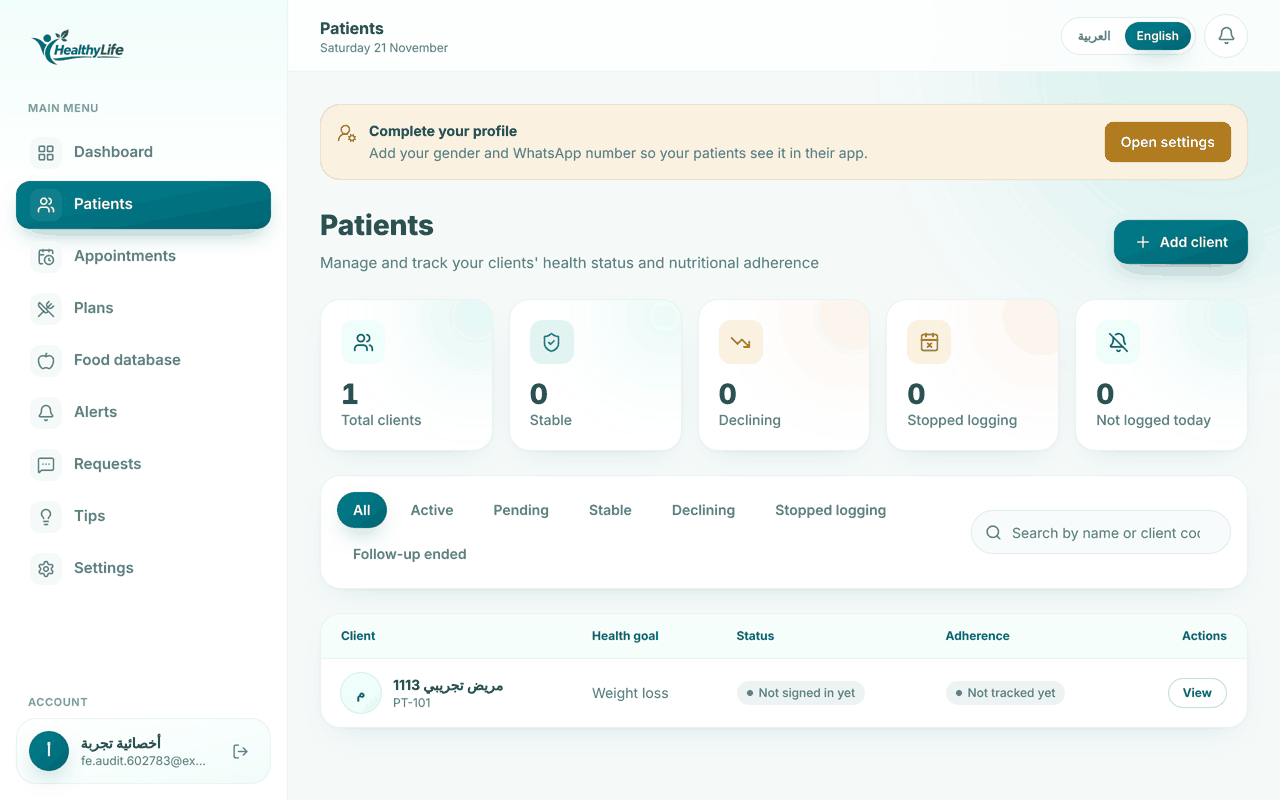 HealthyLife
MAIN MENU
Dashboard
Patients
Appointments
Plans
Food database
Alerts
Requests
Tips
Settings
ACCOUNT
أ
أخصائية تجربة
fe.audit.602783@ex...
Patients
Saturday 21 November
العربية
English
Complete your profile
Add your gender and WhatsApp number so your patients see it in their app.
Open settings
Patients
Manage and track your clients' health status and nutritional adherence
Add client
1
Total clients
0
Stable
0
Declining
0
Stopped logging
0
Not logged today
All
Active
Pending
Stable
Declining
Stopped logging
Follow-up ended
Search by name or client co
Client
Health goal
Status
Adherence
Actions
م
مريض تجريبي 1113
PT-101
Weight loss
Not signed in yet
Not tracked yet
View